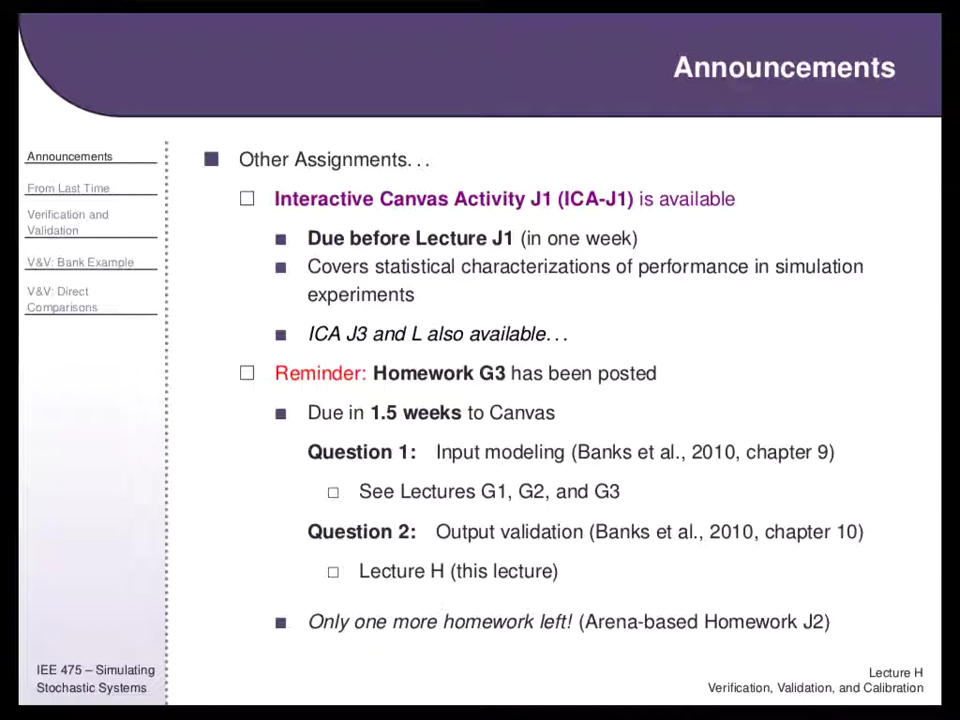 Announcements
Announcements
From Last Time
Verification and
Validation
V&V: Bank Example
V&V: Direct
Comparisons
Other Assignments. . .
Interactive Canvas Activity J1 (ICA-J1) is available
Due before Lecture J1 (in one week)
Covers statistical characterizations of performance in simulation
experiments
ICA J3 and L also available. . .
Reminder: Homework G3 has been posted
Due in 1.5 weeks to Canvas
Question 1: Input modeling (Banks et al., 2010, chapter 9)
See Lectures G1, G2, and G3
Question 2: Output validation (Banks et al., 2010, chapter 10)
Lecture H (this lecture)
Only one more homework left! (Arena-based Homework J2)
IEE 475 – Simulating
Stochastic Systems
Lecture H
Verification, Validation, and Calibration